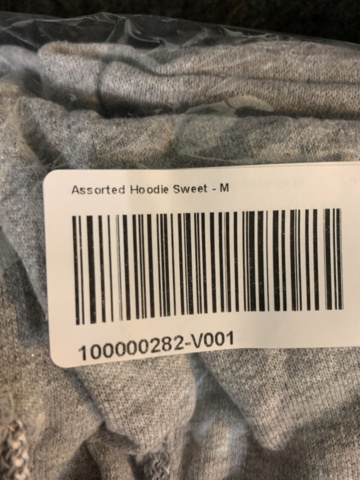 Assorted Hoodie Sweet - M
100000282-V001